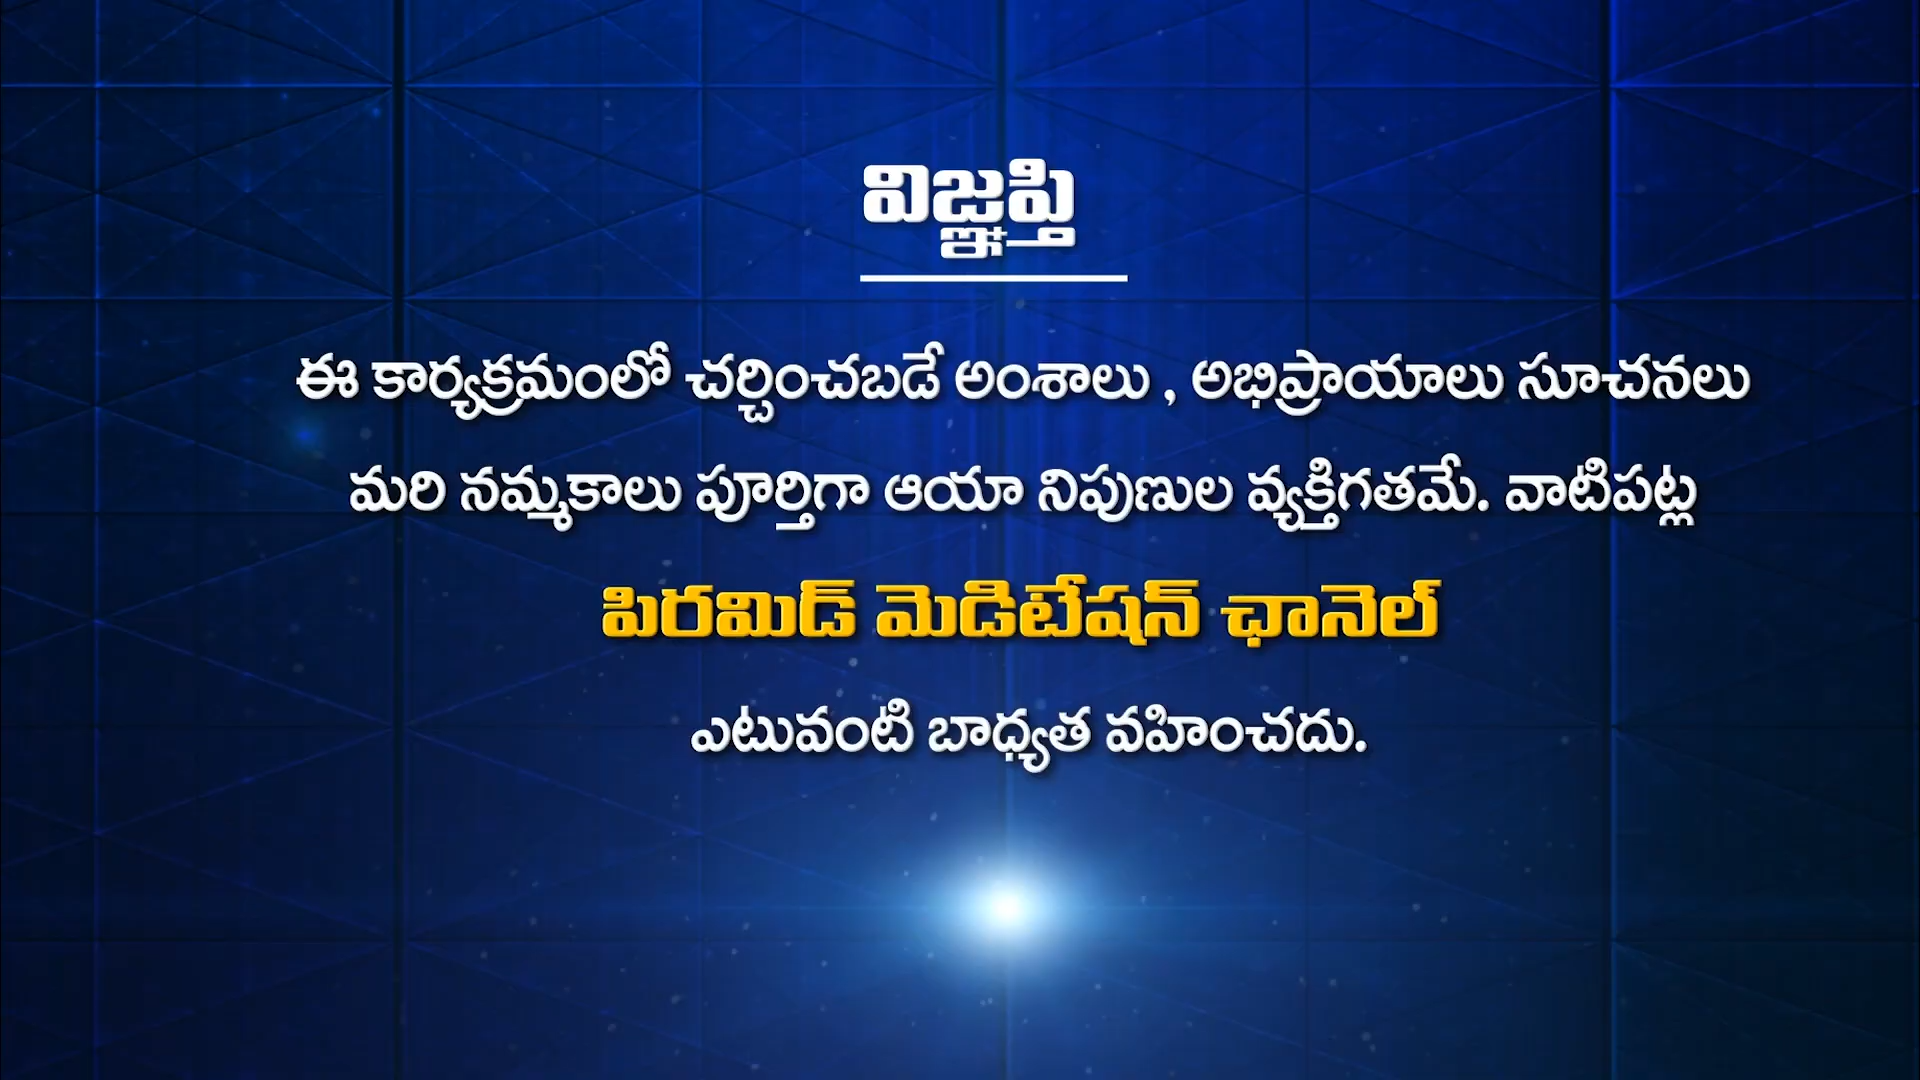 విజ్ఞప్తి
ఈ కార్యక్రమంలో చర్చించబడే అంశాలు , అభిప్రాయాలు సూచనలు
మరి నమ్మకాలు పూర్తిగా ఆయా నిపుణుల వ్యక్తిగతమే. వాటిపట్ల
పిరమిడ్ మెడిటేషన్ ఛానెల్
ఎటువంటి బాధ్యత వహించదు.